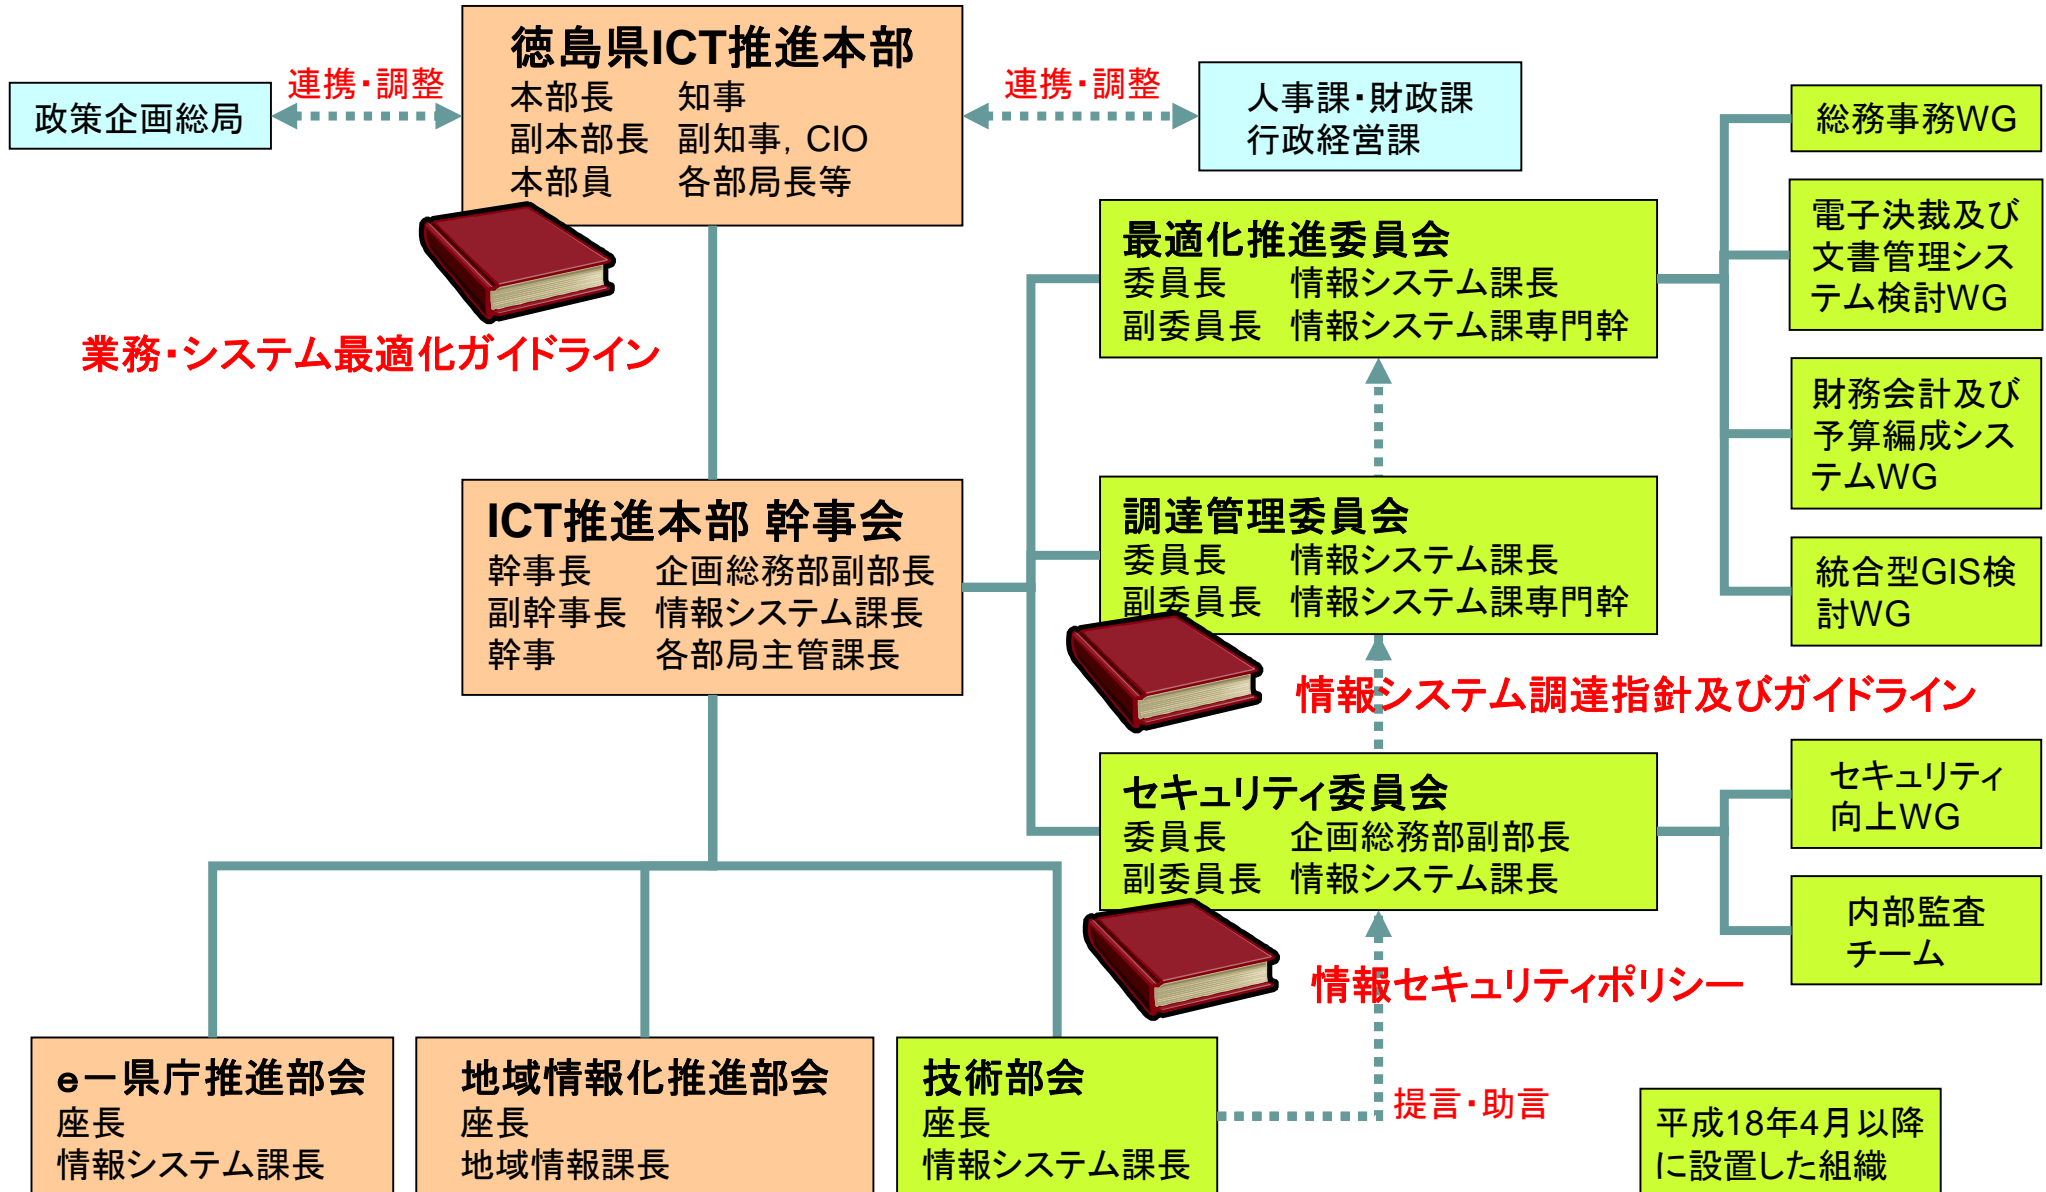 徳島県ICT推進本部
本部長　知事
副本部長　副知事，CIO
本部員　各部局長等
連携・調整
政策企画総局
連携・調整
人事課・財政課
行政経営課
業務・システム最適化ガイドライン
ICT推進本部 幹事会
幹事長　企画総務部副部長
副幹事長　情報システム課長
幹事　各部局主管課長
最適化推進委員会
委員長　情報システム課長
副委員長　情報システム課専門幹
総務事務WG
電子決裁及び
文書管理シス
テム検討WG
財務会計及び
予算編成シス
テムWG
統合型GIS検
討WG
調達管理委員会
委員長　情報システム課長
副委員長　情報システム課専門幹
情報システム調達指針及びガイドライン
セキュリティ委員会
委員長　企画総務部副部長
副委員長　情報システム課長
セキュリティ
向上WG
内部監査
チーム
情報セキュリティポリシー
e－県庁推進部会
座長
情報システム課長
地域情報化推進部会
座長
地域情報課長
技術部会
座長
情報システム課長
提言・助言
平成18年4月以降
に設置した組織